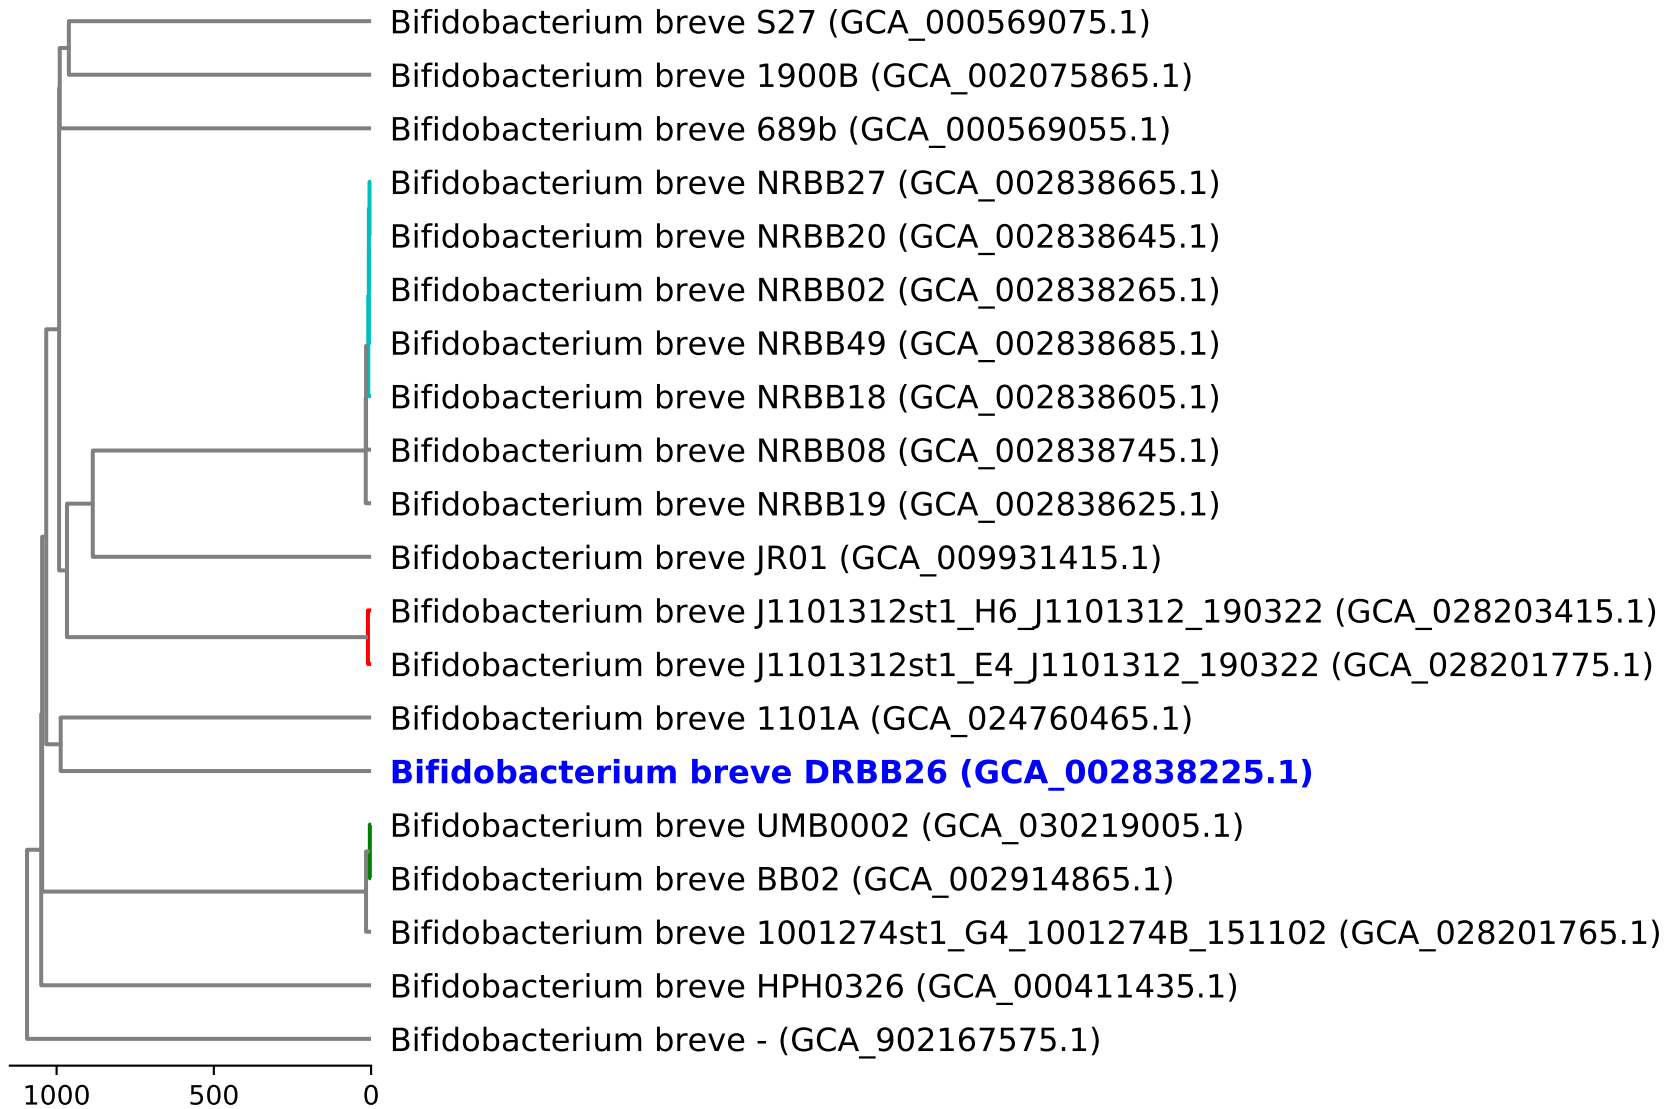 Bifidobacterium breve S27 (GCA_000569075.1)
Bifidobacterium breve 1900B (GCA_002075865.1)
Bifidobacterium breve 689b (GCA_000569055.1)
Bifidobacterium breve NRBB27 (GCA_002838665.1)
Bifidobacterium breve NRBB20 (GCA_002838645.1)
Bifidobacterium breve NRBB02 (GCA_002838265.1)
Bifidobacterium breve NRBB49 (GCA_002838685.1)
Bifidobacterium breve NRBB18 (GCA_002838605.1)
Bifidobacterium breve NRBB08 (GCA_002838745.1)
Bifidobacterium breve NRBB19 (GCA_002838625.1)
Bifidobacterium breve JR01 (GCA_009931415.1)
Bifidobacterium breve J1101312st1_H6_J1101312_190322 (GCA_028203415.1)
Bifidobacterium breve J1101312st1_E4_J1101312_190322 (GCA_028201775.1)
Bifidobacterium breve 1101A (GCA_024760465.1)
Bifidobacterium breve DRBB26 (GCA_002838225.1)
Bifidobacterium breve UMB0002 (GCA_030219005.1)
Bifidobacterium breve BB02 (GCA_002914865.1)
Bifidobacterium breve 1001274st1_G4_1001274B_151102 (GCA_028201765.1)
Bifidobacterium breve HPH0326 (GCA_000411435.1)
Bifidobacterium breve - (GCA_902167575.1)
1000 500 0